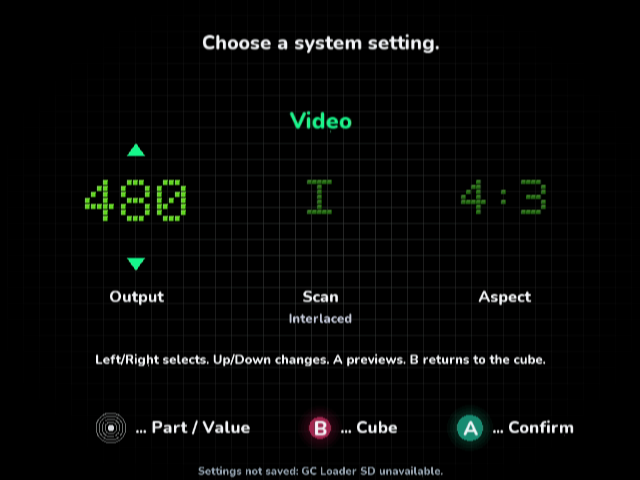 Choose a system setting.
Video
480 I 4:3
Output Scan Aspect
Interlaced
Left/Right selects. Up/Down changes. A previews. B returns to the cube.
... Part / Value B ... Cube A ... Confirm
Settings not saved: GC Loader SD unavailable.